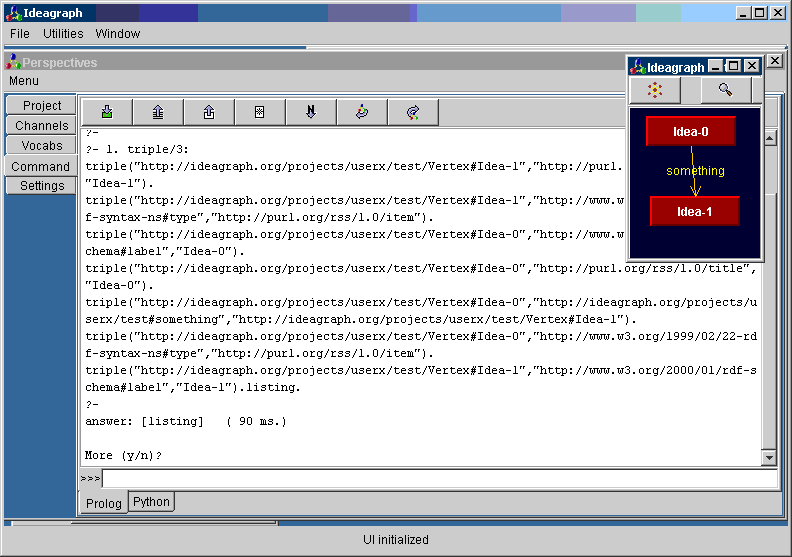 Ideagraph
File Utilities Window
Perspectives
Menu
Project
Channels
Vocabs
Command
Settings
N
?-
?- l. triple/3:
triple("http://ideagraph.org/projects/userx/test/Vertex#Idea-1","http://purl.
"Idea-1").
triple("http://ideagraph.org/projects/userx/test/Vertex#Idea-1","http://www.w
f-syntax-ns#type","http://purl.org/rss/1.0/item").
triple("http://ideagraph.org/projects/userx/test/Vertex#Idea-0","http://www.w
chema#label","Idea-0").
triple("http://ideagraph.org/projects/userx/test/Vertex#Idea-0","http://purl.org/rss/1.0/title",
"Idea-0").
triple("http://ideagraph.org/projects/userx/test/Vertex#Idea-0","http://ideagraph.org/projects/u
serx/test#something","http://ideagraph.org/projects/userx/test/Vertex#Idea-1").
triple("http://ideagraph.org/projects/userx/test/Vertex#Idea-0","http://www.w3.org/1999/02/22-rd
f-syntax-ns#type","http://purl.org/rss/1.0/item").
triple("http://ideagraph.org/projects/userx/test/Vertex#Idea-1","http://www.w3.org/2000/01/rdf-s
chema#label","Idea-1").listing.
?-
answer: [listing] ( 90 ms.)
More (y/n)?
>>>
Prolog Python
UI initialized
Ideagraph
Idea-0
something
Idea-1